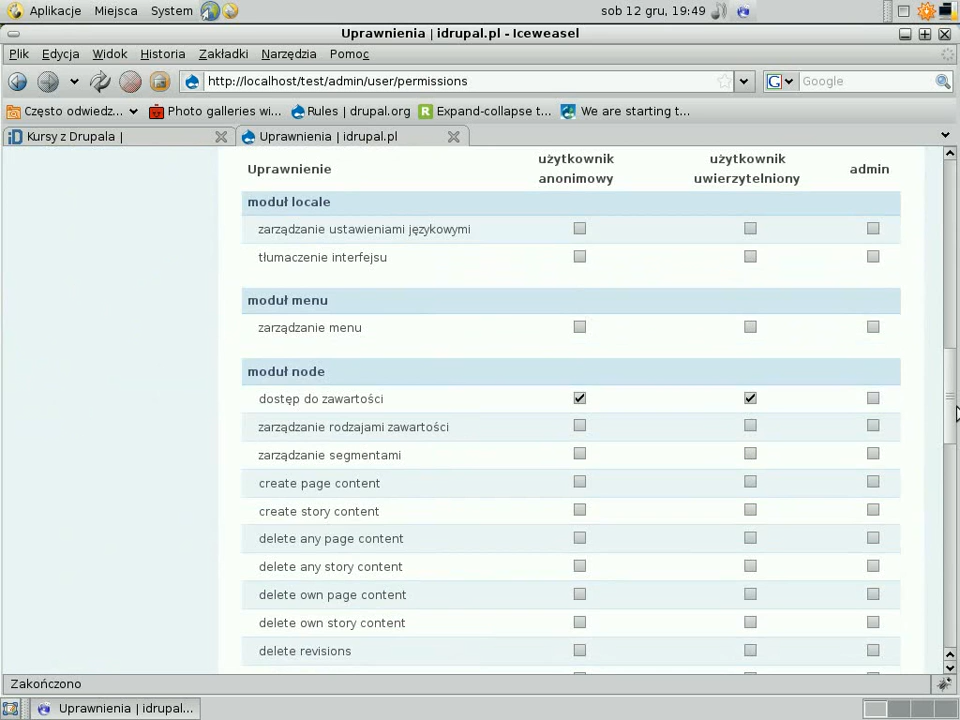 Aplikacje Miejsca System sob 12 gru, 19:49
Uprawnienia | idrupal.pl - Iceweasel
Plik Edycja Widok Historia Zakładki Narzędzia Pomoc
http://localhost/test/admin/user/permissions G Google
Często odwiedz... Photo galleries wi... Rules | drupal.org R Expand-collapse t... We are starting t...
iD Kursy z Drupala | Uprawnienia | idrupal.pl
Uprawnienie użytkownik anonimowy użytkownik uwierzytelniony admin
moduł locale
zarządzanie ustawieniami językowymi
tłumaczenie interfejsu
moduł menu
zarządzanie menu
moduł node
dostęp do zawartości
zarządzanie rodzajami zawartości
zarządzanie segmentami
create page content
create story content
delete any page content
delete any story content
delete own page content
delete own story content
delete revisions
Zakończono
Uprawnienia | idrupal...